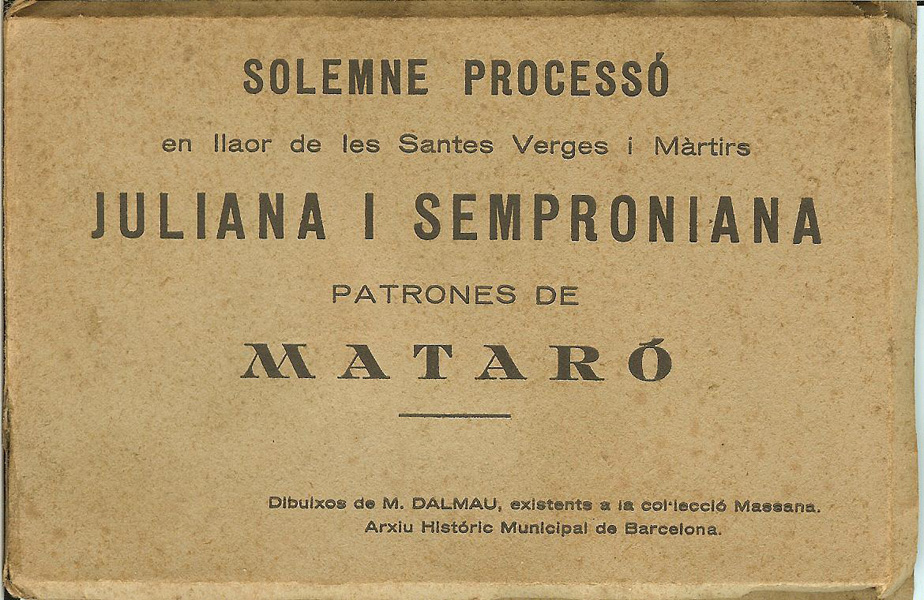 SOLEMNE PROCESSÓ
en llaor de les Santes Verges i Màrtirs
JULIANA I SEMPRONIANA
PATRONES DE
MATARÓ
Dibuixos de M. DALMAU, existents a la col·lecció Massana.
Arxiu Históric Municipal de Barcelona.